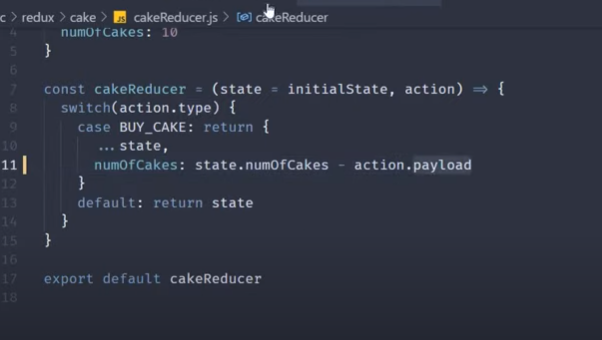 c > redux > cake > JS cakeReducer.js > cakeReducer
4 numOfCakes: 10
5 }
6
7 const cakeReducer = (state = initialState, action) => {
8 switch(action.type) {
9 case BUY_CAKE: return {
10 ...state,
11 numOfCakes: state.numOfCakes - action.payload
12 }
13 default: return state
14 }
15 }
16
17 export default cakeReducer
18